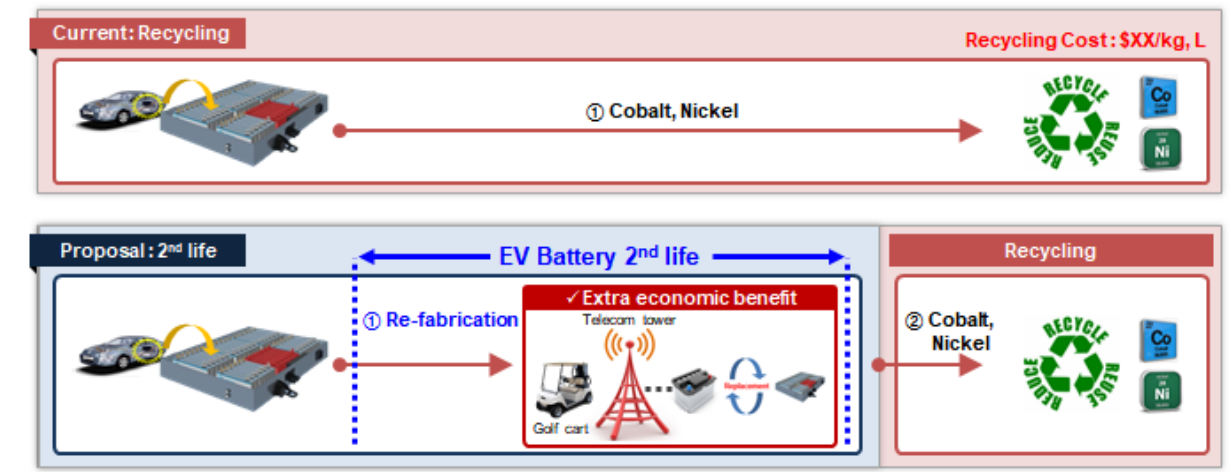 Current: Recycling
Recycling Cost : $XX/kg, L
① Cobalt, Nickel
RECYCLE
REUSE
REDUCE
Co
Ni
Proposal : 2nd life
EV Battery 2nd life
Recycling
① Re-fabrication
✓Extra economic benefit
Telecom tower
Golf cart
Replacement
② Cobalt,
Nickel
RECYCLE
REUSE
REDUCE
Co
Ni